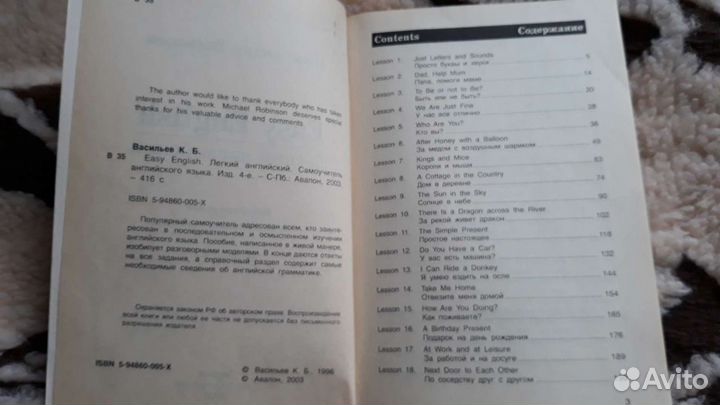 The author would like to thank everybody who has taken
interest in his work. Michael Robinson deserves special
thanks for his valuable advice and comments.
Васильев К. Б.
В 35
Easy English. Легкий английский. Самоучитель
английского языка. Изд. 4-е. – С-Пб.: Авалон, 2003.
– 416 с
ISBN 5-94860-005-X
Популярный самоучитель адресован всем, кто заинте-
ресован в последовательном и осмысленном изучении
английского языка. Пособие, написанное в живой манере,
изобилует разговорными моделями. В конце даются ответы
на все задания, а справочный раздел содержит самые
необходимые сведения об английской грамматике.
Охраняется законом РФ об авторском праве. Воспроизведение
всей книги или любой ее части не допускается без письменного
разрешения издателя.
ISBN 5-94860-005-X
© Васильев К. Б., 1996
© Авалон, 2003
Contents Содержание
Lesson 1. Just Letters and Sounds
Просто буквы и звуки 5
Lesson 2. Dad, Help Mum
Папа, помоги маме 14
Lesson 3. To Be or not to Be?
Быть или не быть? 20
Lesson 4. We Are Just Fine
У нас все отлично 28
Lesson 5. Who Are You?
Кто вы? 36
Lesson 6. After Honey with a Balloon
За медом с воздушным шариком 49
Lesson 7. Kings and Mice
Короли и мыши 63
Lesson 8. A Cottage in the Country
Дом в деревне 74
Lesson 9. The Sun in the Sky
Солнце в небе 90
Lesson 10. There Is a Dragon across the River
За рекой живет дракон 102
Lesson 11. The Simple Present
Простое настоящее 118
Lesson 12. Do You Have a Car?
У вас есть машина? 132
Lesson 13. I Can Ride a Donkey
Я умею ездить на осле 144
Lesson 14. Take Me Home
Отвезите меня домой 154
Lesson 15. How Are You Doing?
Как поживаете? 165
Lesson 16. A Birthday Present
Подарок на день рождения 176
Lesson 17. At Work and at Leisure
За работой и на досуге 189
Lesson 18. Next Door to Each Other
По соседству друг с другом
3
Avito